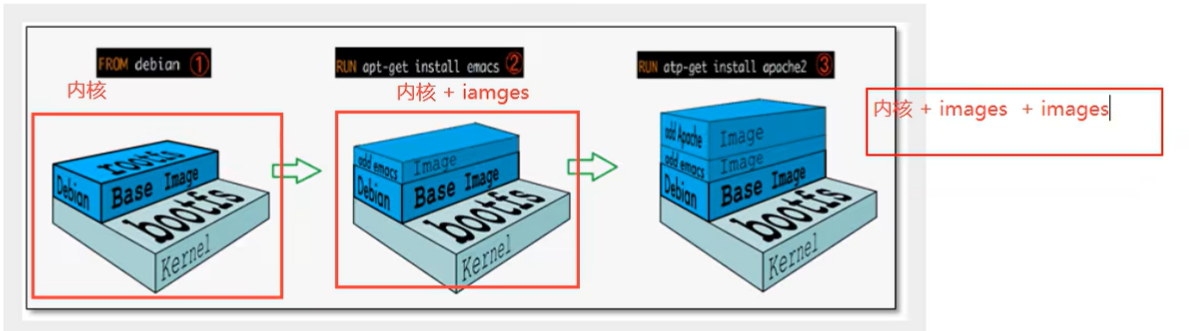 FROM debian ①
RUN apt-get install emacs ②
RUN atp-get install apache2 ③
内核
内核 + iamges
内核 + images + images
rootfs
Debian
Base Image
bootfs
Kernel
add emacs
Image
Debian
Base Image
bootfs
Kernel
add Apache
Image
add emacs
Image
Debian
Base Image
bootfs
Kernel